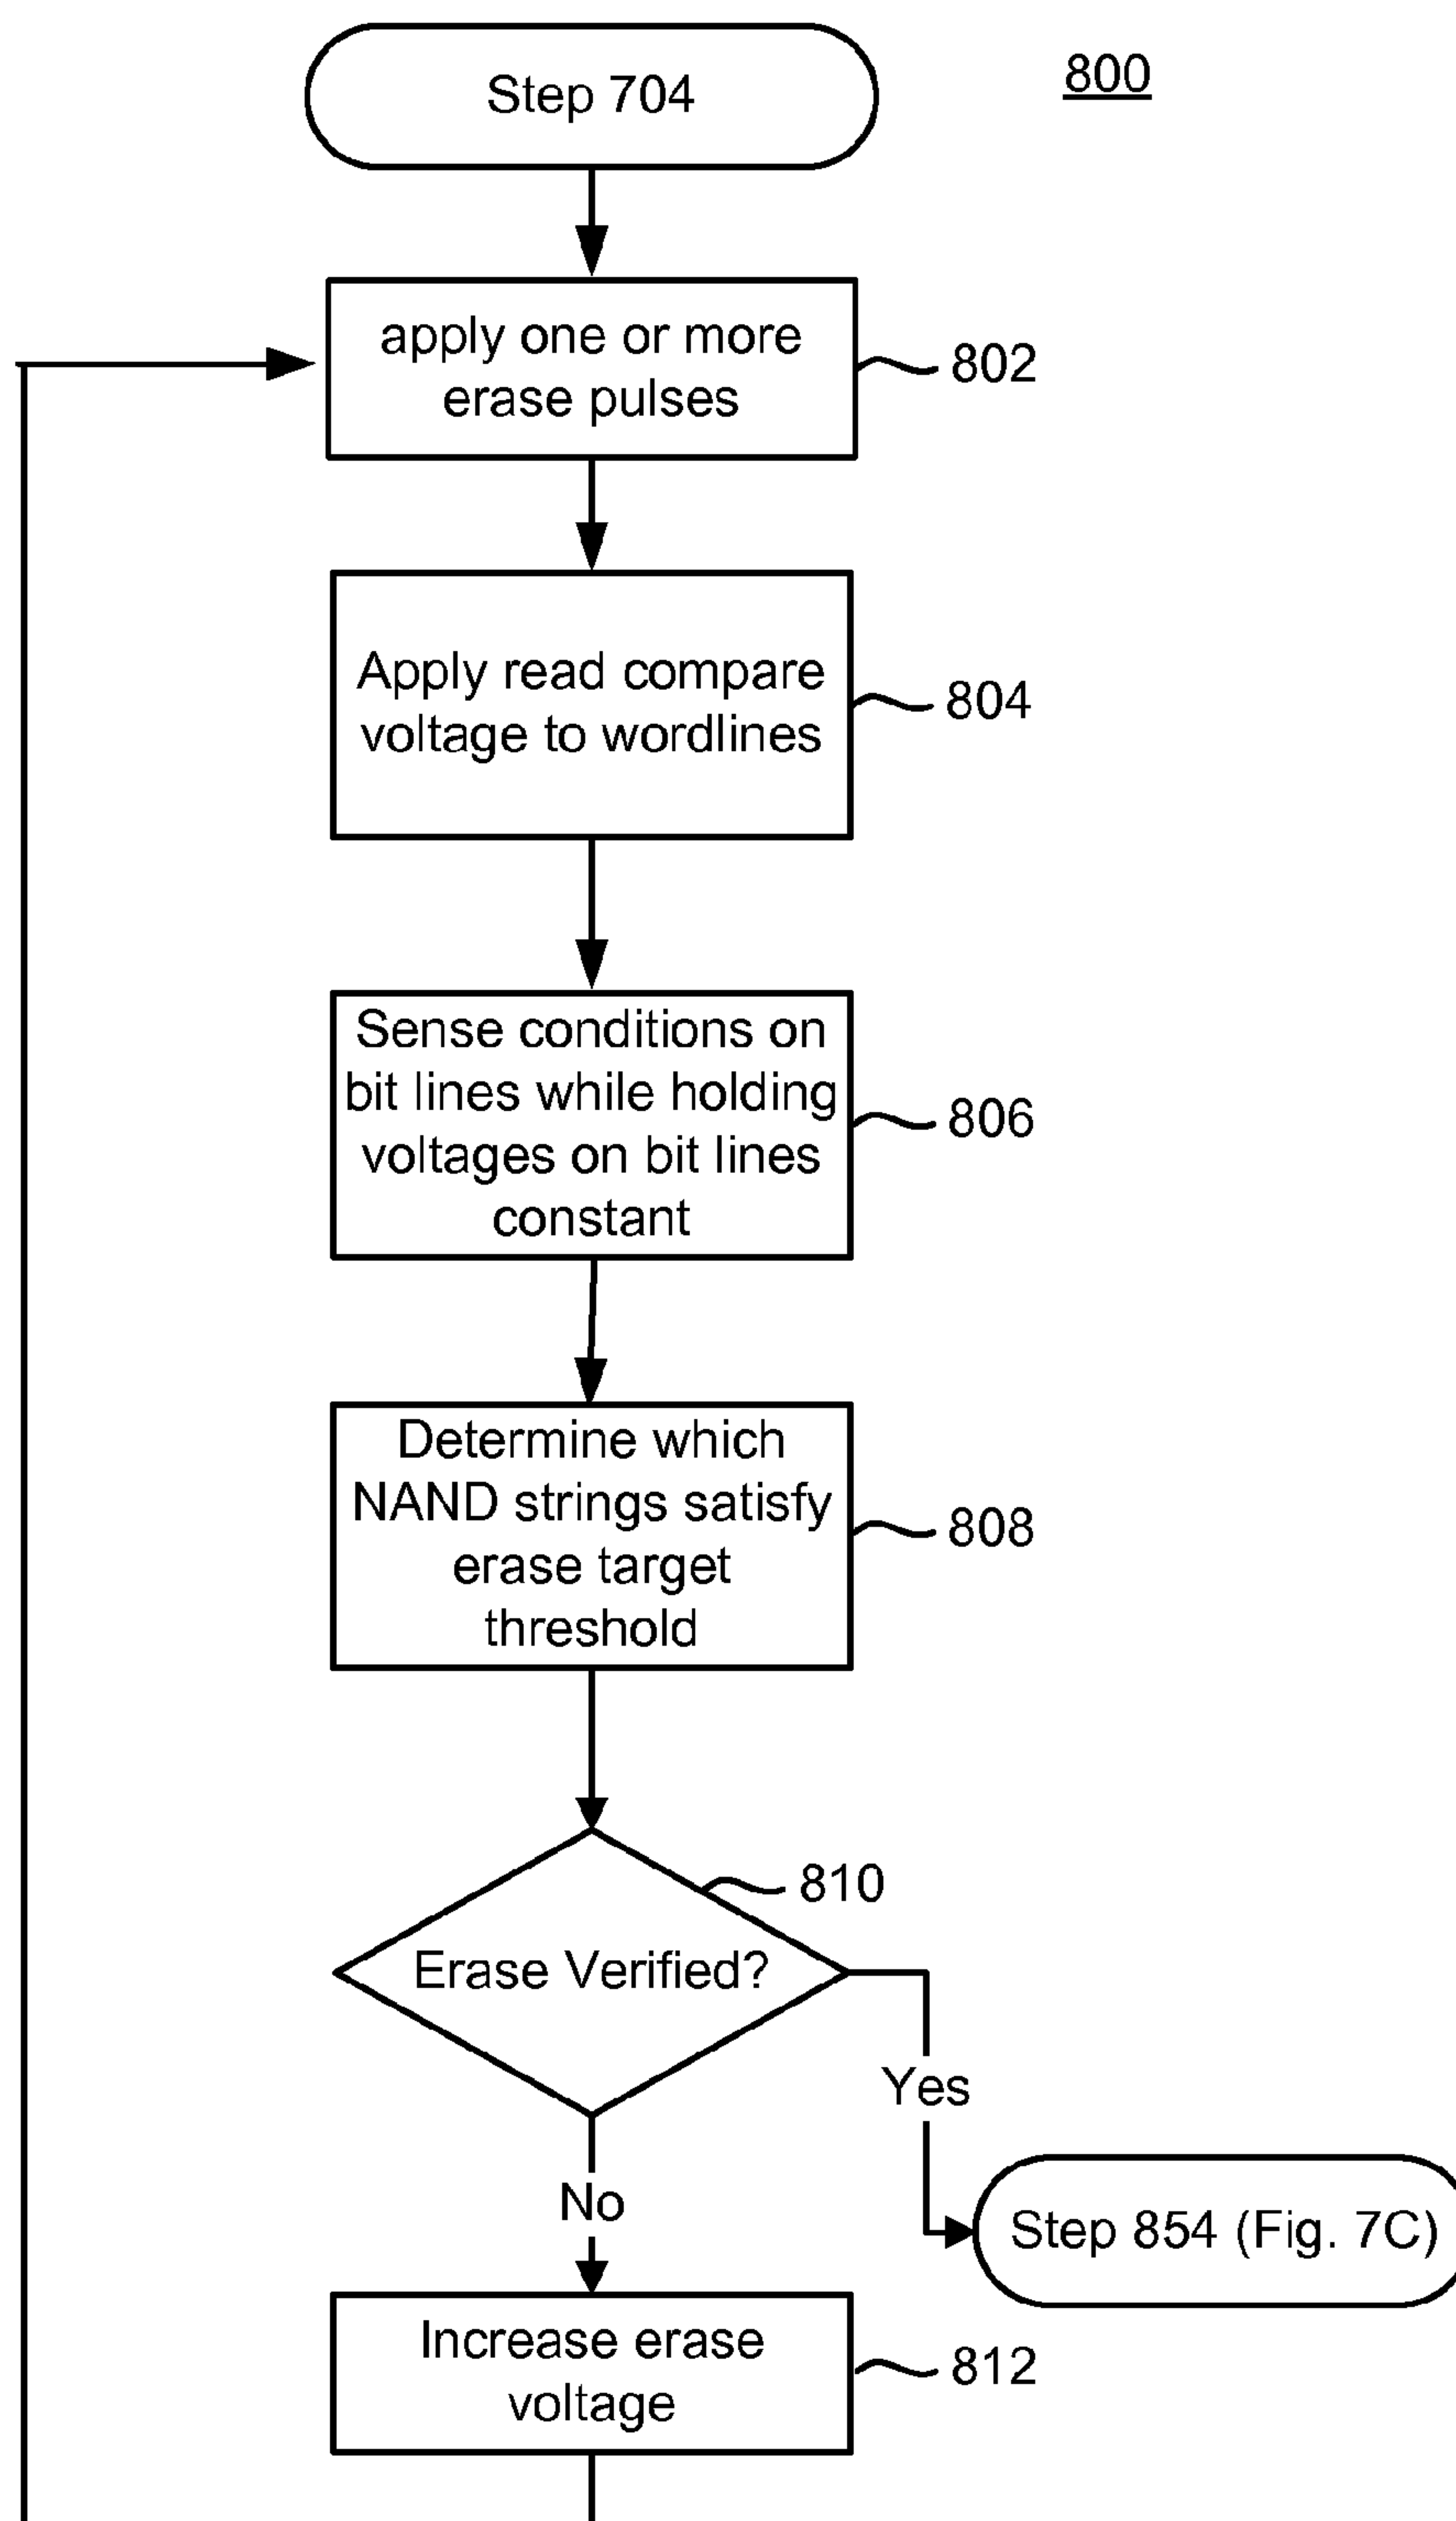 Step 704
800
apply one or more
erase pulses
802
Apply read compare
voltage to wordlines
804
Sense conditions on
bit lines while holding
voltages on bit lines
constant
806
Determine which
NAND strings satisfy
erase target
threshold
808
810
Erase Verified?
Yes
No
Step 854 (Fig. 7C)
Increase erase
voltage
812